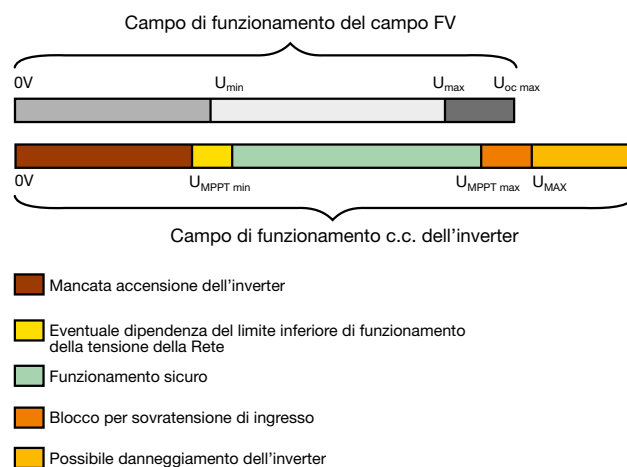 Campo di funzionamento del campo FV
0V Umin Umax Uoc max
0V UMPPT min UMPPT max UMAX
Campo di funzionamento c.c. dell'inverter
Mancata accensione dell'inverter
Eventuale dipendenza del limite inferiore di funzionamento
della tensione della Rete
Funzionamento sicuro
Blocco per sovratensione di ingresso
Possibile danneggiamento dell'inverter